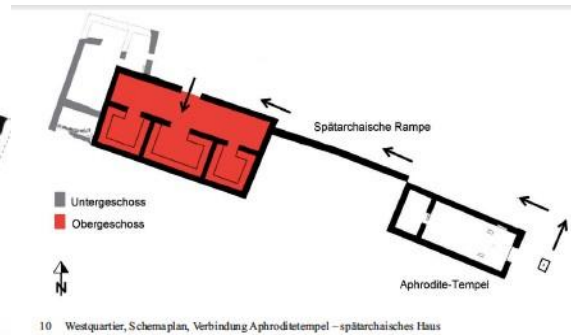 Spätarchaische Rampe
Untergeschoss
Obergeschoss
Aphrodite-Tempel
N
10 Westquartier, Schemaplan, Verbindung Aphroditetempel – spätarchaisches Haus